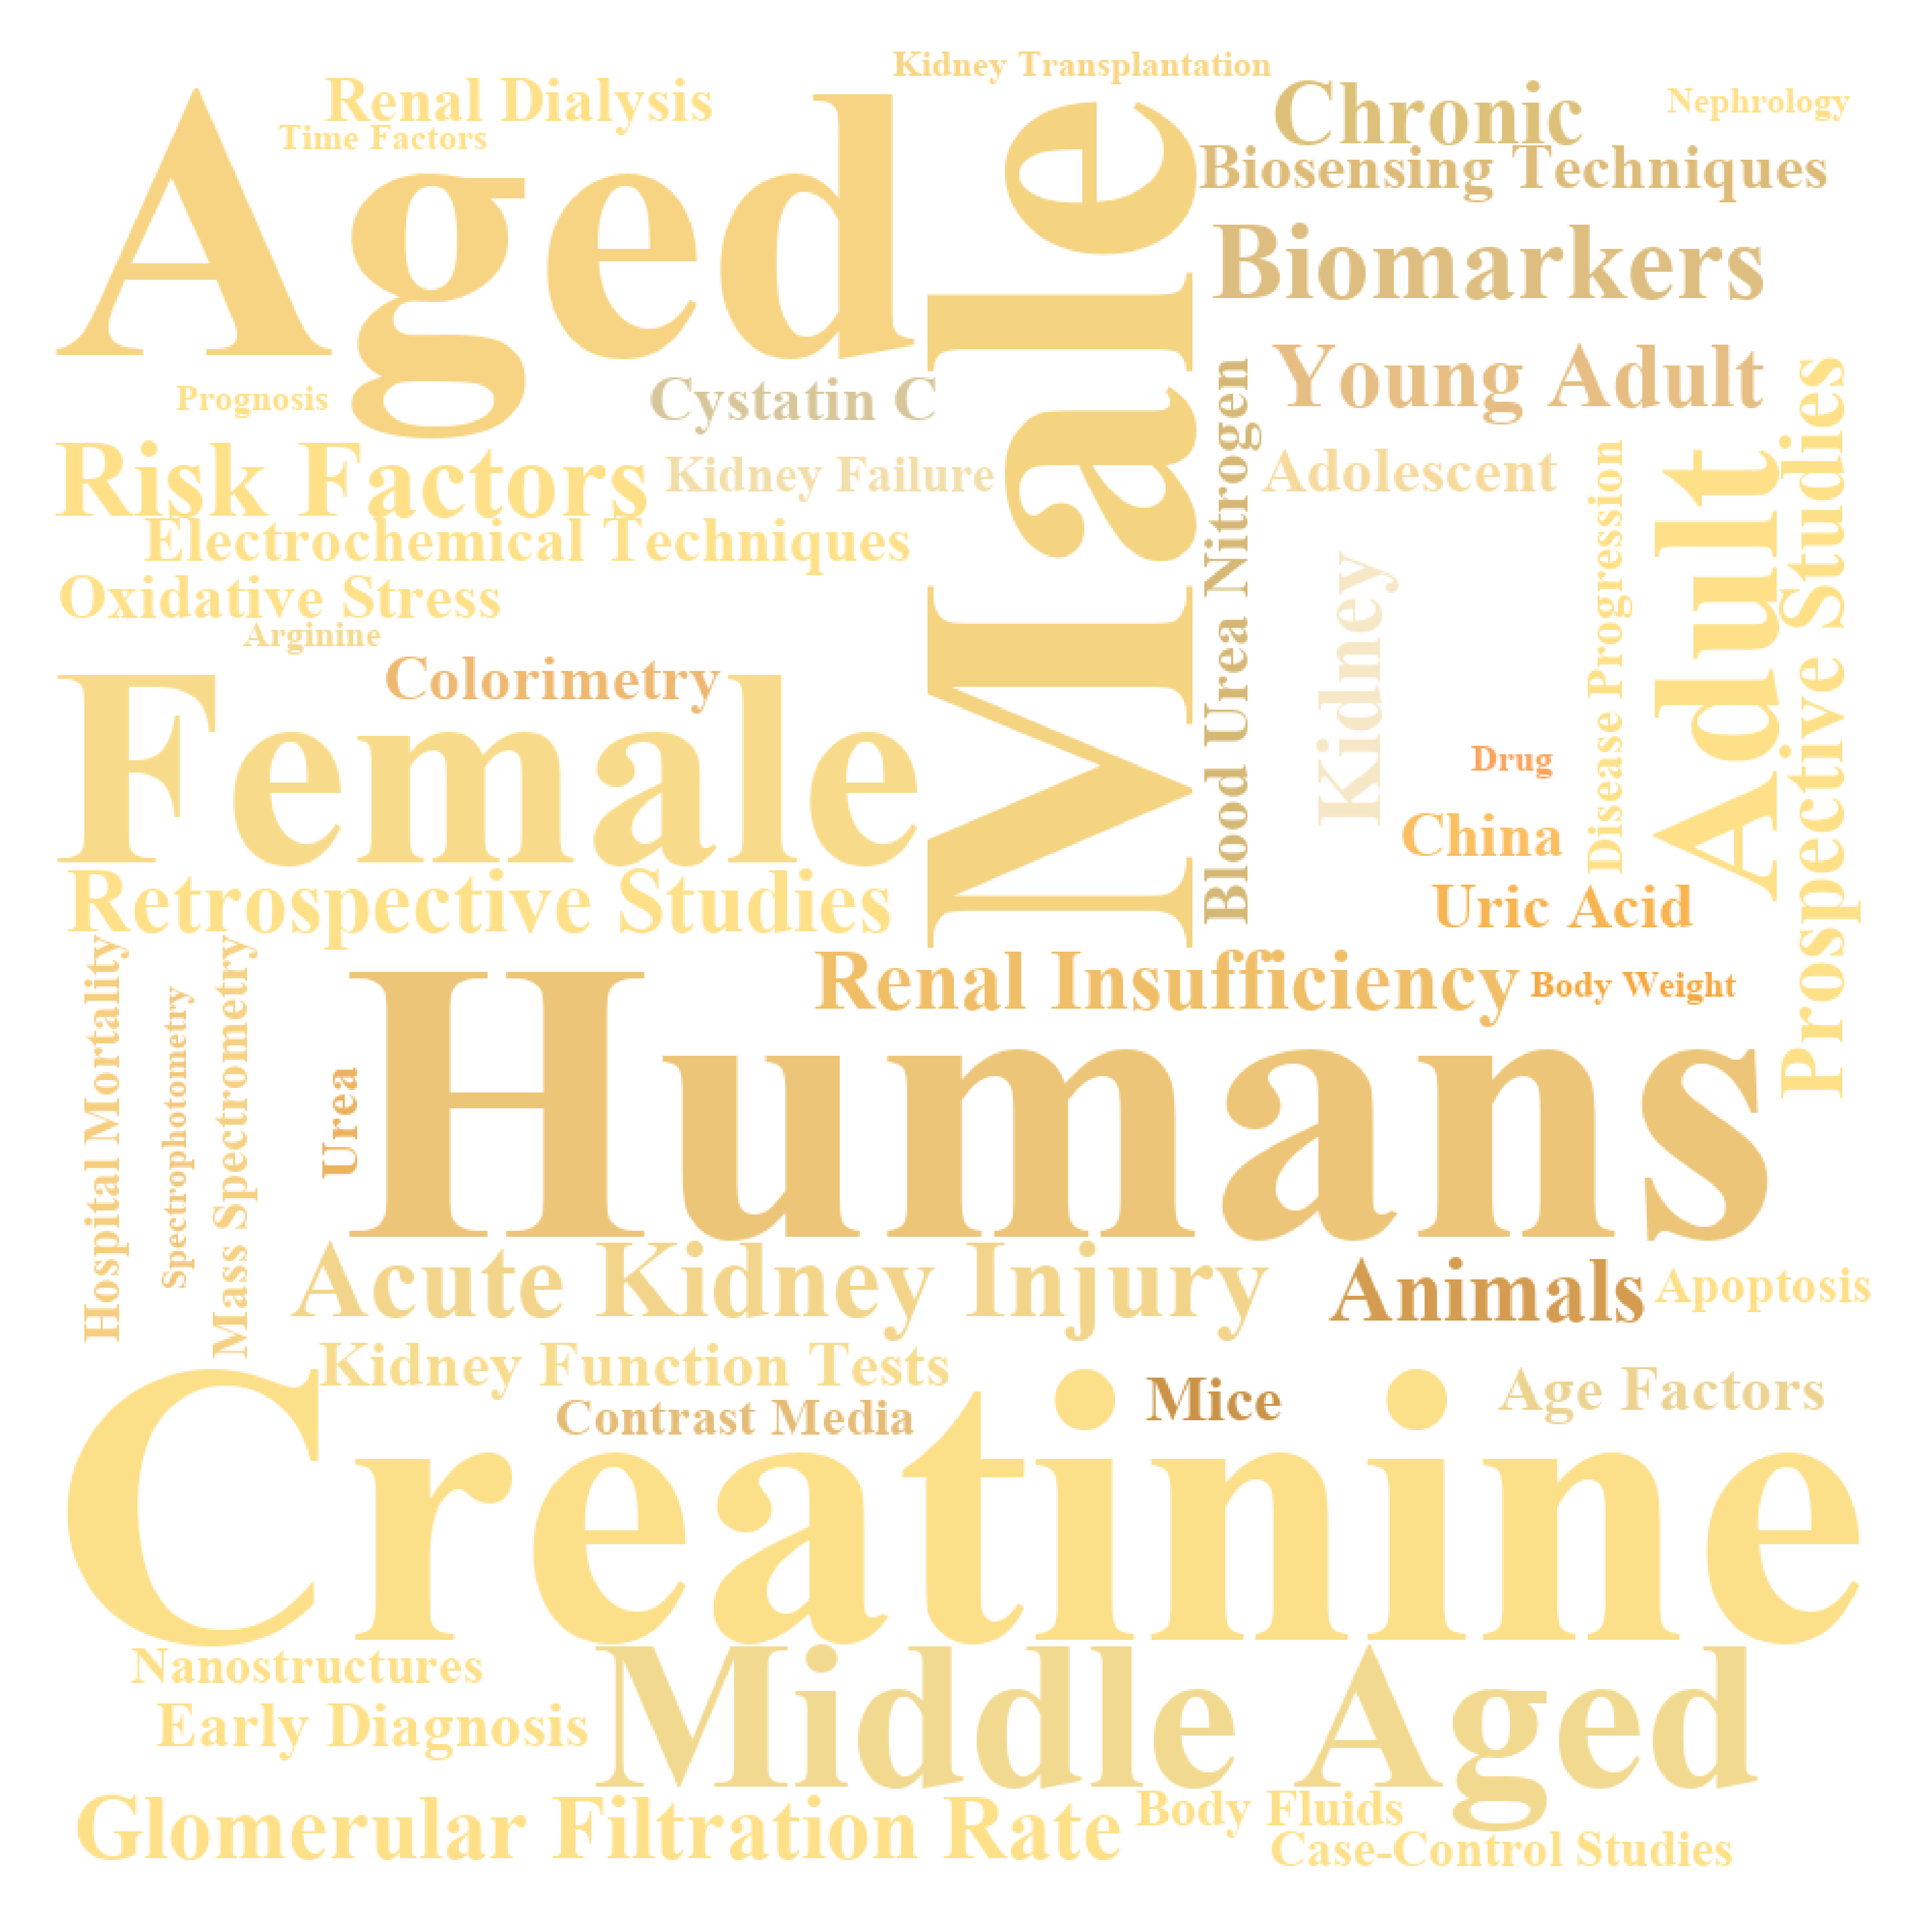 Kidney Transplantation
Renal Dialysis
Chronic
Nephrology
Time Factors
Aged
Male
Biosensing Techniques
Biomarkers
Young Adult
Prognosis
Cystatin C
Blood Urea Nitrogen
Prospective Studies
Risk Factors
Kidney Failure
Adolescent
Disease Progression
Adult
Electrochemical Techniques
Kidney
Oxidative Stress
Arginine
Colorimetry
Female
Drug
China
Retrospective Studies
Uric Acid
Hospital Mortality
Spectrophotometry
Mass Spectrometry
Renal Insufficiency
Body Weight
Urea
Humans
Acute Kidney Injury
Animals
Apoptosis
Kidney Function Tests
Mice
Age Factors
Contrast Media
Creatinine
Nanostructures
Middle Aged
Early Diagnosis
Glomerular Filtration Rate
Body Fluids
Case-Control Studies